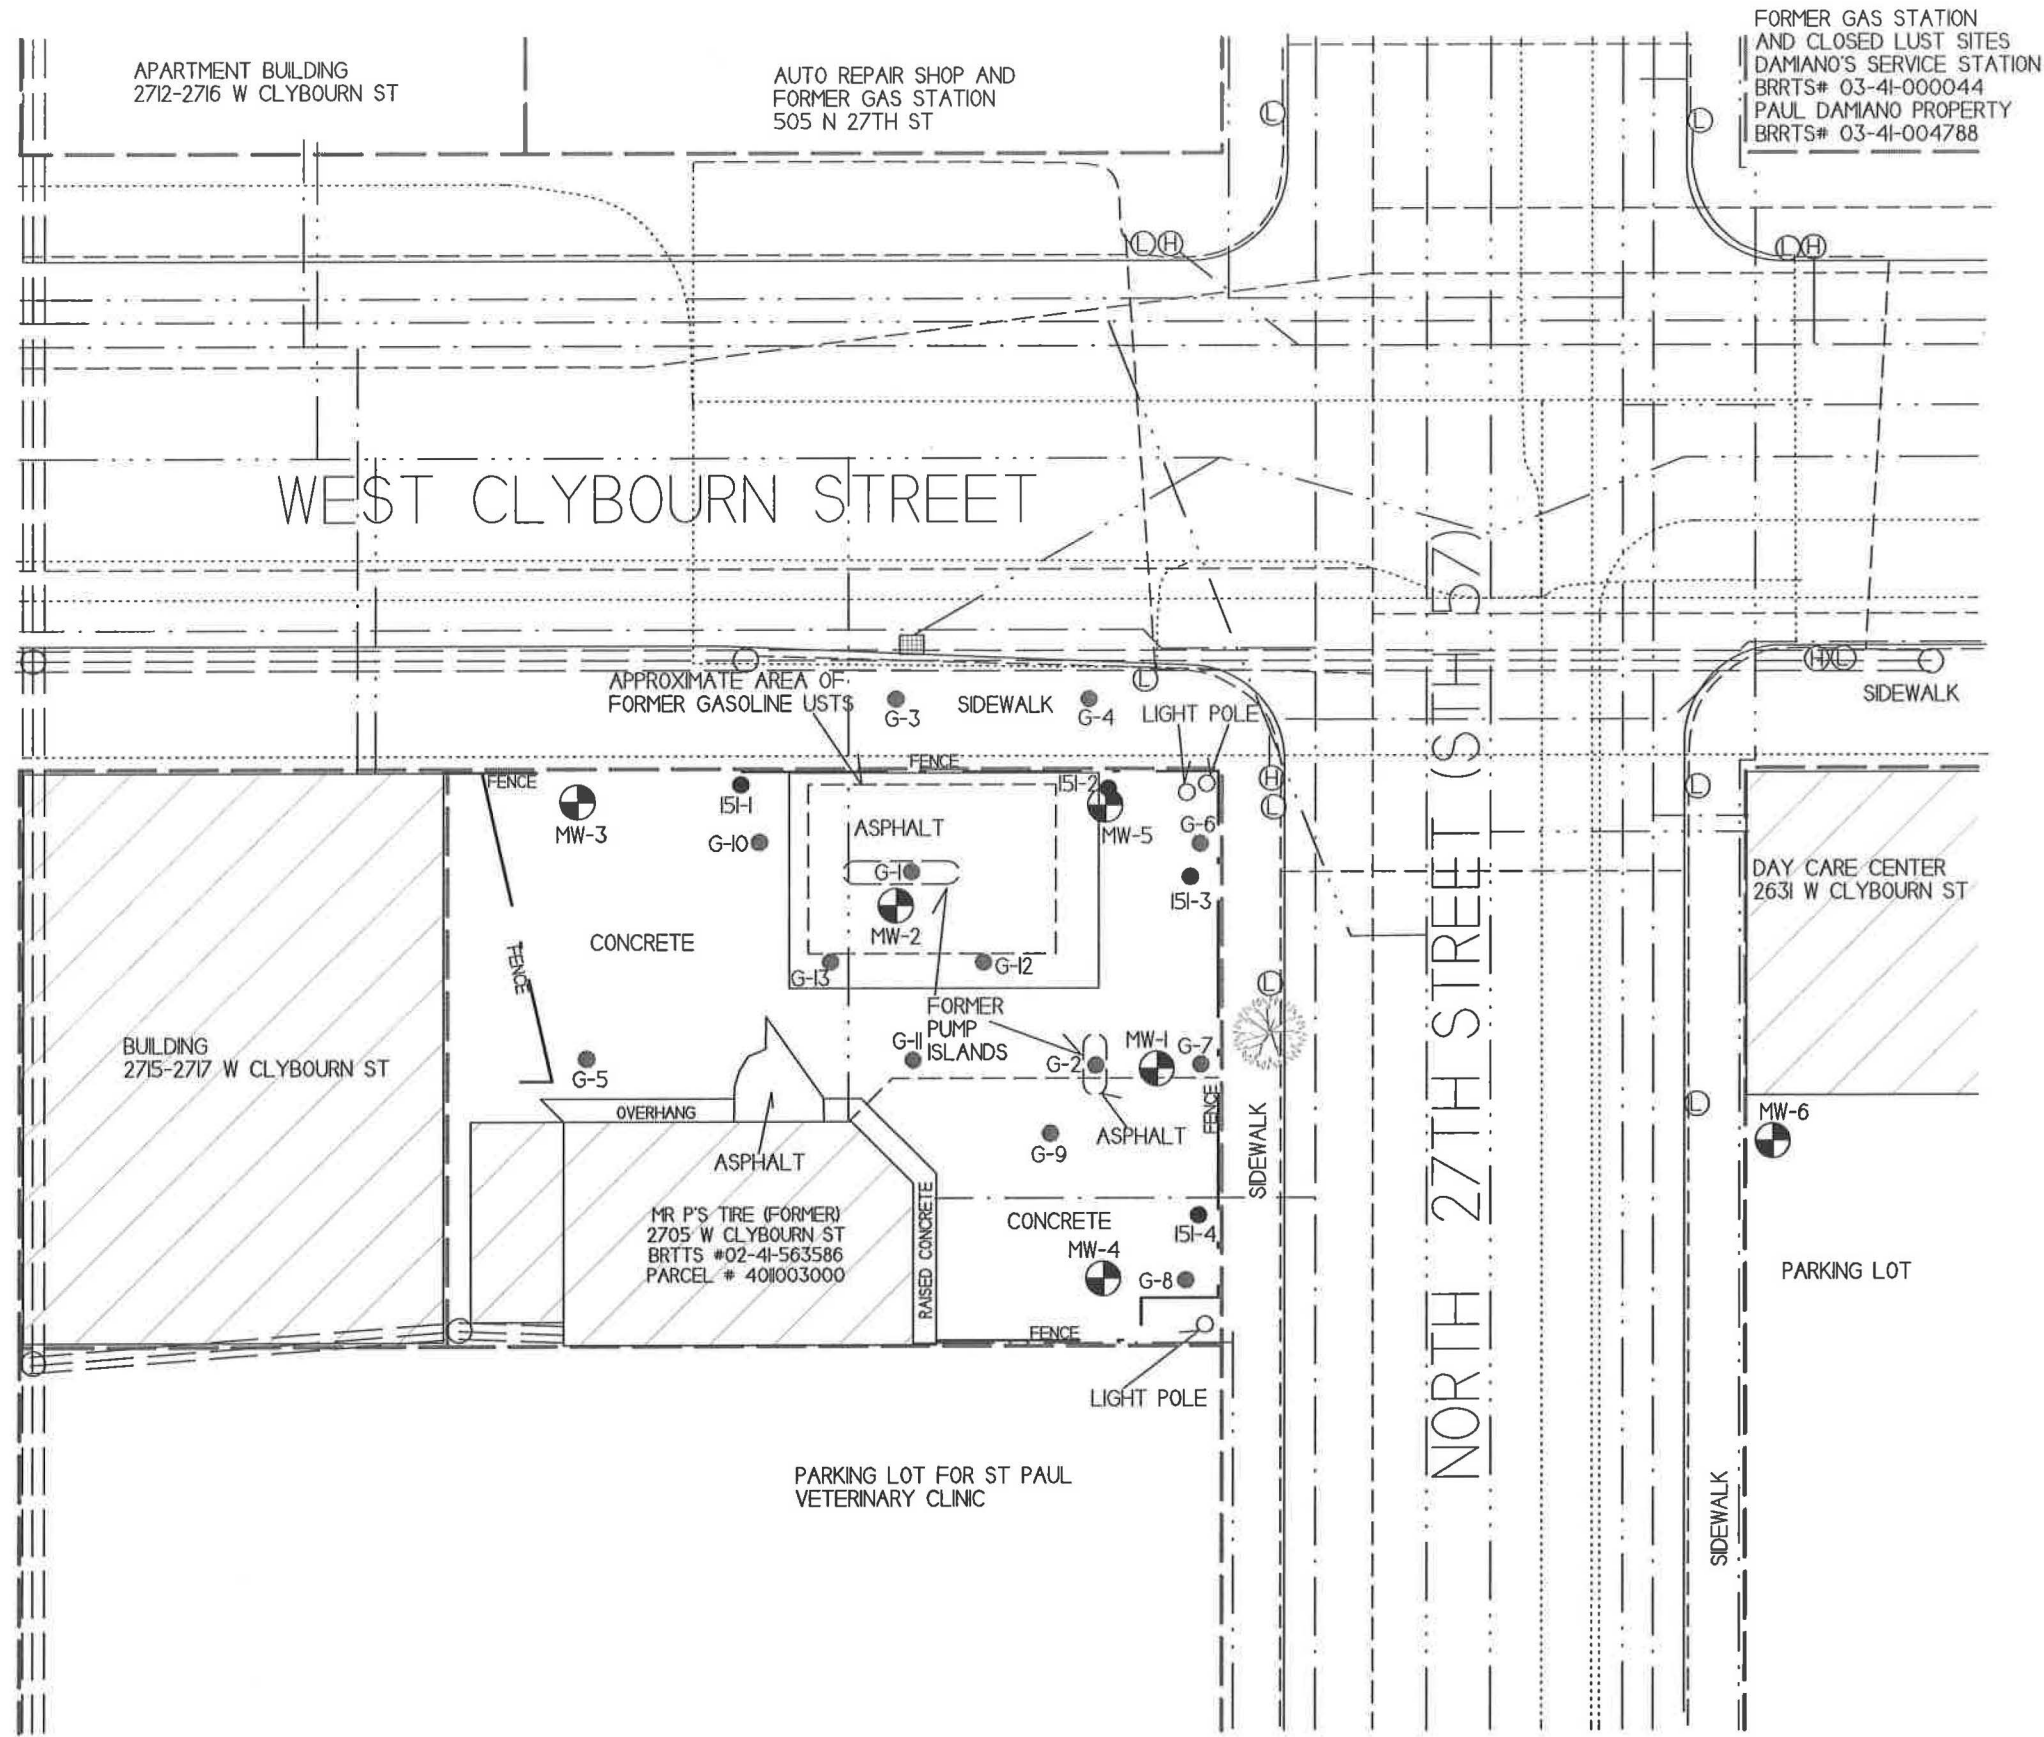 FORMER GAS STATION
AND CLOSED LUST SITES
DAMIANO'S SERVICE STATION
BRRTS# 03-41-000044
PAUL DAMIANO PROPERTY
BRRTS# 03-41-004788
APARTMENT BUILDING
2712-2716 W CLYBOURN ST
AUTO REPAIR SHOP AND
FORMER GAS STATION
505 N 27TH ST
L
L
L H
L H
WEST CLYBOURN STREET
NORTH 27TH STREET (STH 57)
H L
L
APPROXIMATE AREA OF
FORMER GASOLINE USTS
G-3
SIDEWALK
G-4
LIGHT POLE
SIDEWALK
FENCE
FENCE
MW-3
151-1
151-2
MW-5
G-6
H
L
L
G-10
ASPHALT
G-1
MW-2
151-3
DAY CARE CENTER
2631 W CLYBOURN ST
CONCRETE
FENCE
G-13
G-12
L
FORMER
PUMP
ISLANDS
G-11
G-2
MW-1
G-7
BUILDING
2715-2717 W CLYBOURN ST
G-5
OVERHANG
FENCE
SIDEWALK
L
MW-6
ASPHALT
G-9
ASPHALT
MR P'S TIRE (FORMER)
2705 W CLYBOURN ST
BRTTS #02-41-563586
PARCEL # 4011003000
RAISED CONCRETE
CONCRETE
151-4
MW-4
G-8
PARKING LOT
FENCE
LIGHT POLE
PARKING LOT FOR ST PAUL
VETERINARY CLINIC
SIDEWALK